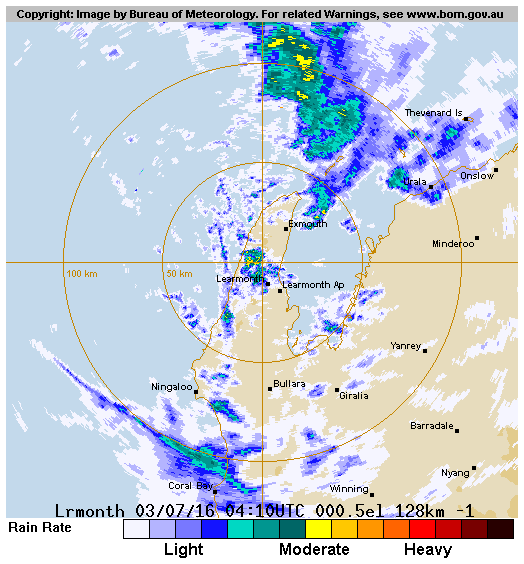 Copyright: Image by Bureau of Meteorology. For related Warnings, see www.bom.gov.au
Thevenard Is
Onslow
Urala
Exmouth
Minderoo
100 km
50 km
Learmonth
Learmonth Ap
Yanrey
Ningaloo
Bullara
Giralia
Barradale
Nyang
Coral Bay
Winning
Lrmonth 03/07/16 04:10UTC 000.5el 128km -1
Rain Rate
Light Moderate Heavy